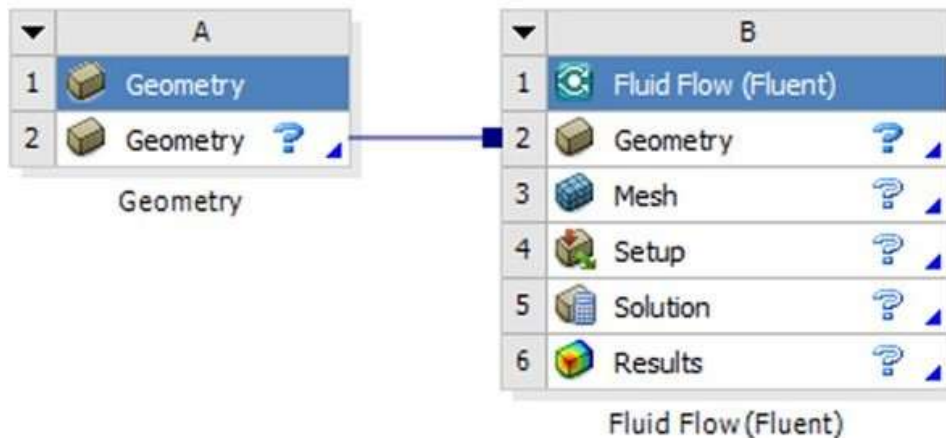 A
1 Geometry
2 Geometry ?
Geometry
B
1 Fluid Flow (Fluent)
2 Geometry ?
3 Mesh ?
4 Setup ?
5 Solution ?
6 Results ?
Fluid Flow (Fluent)